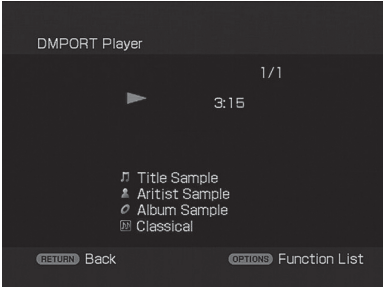 DMPORT Player
1/1
3:15
Title Sample
Aritist Sample
Album Sample
Classical
RETURN Back
OPTIONS Function List